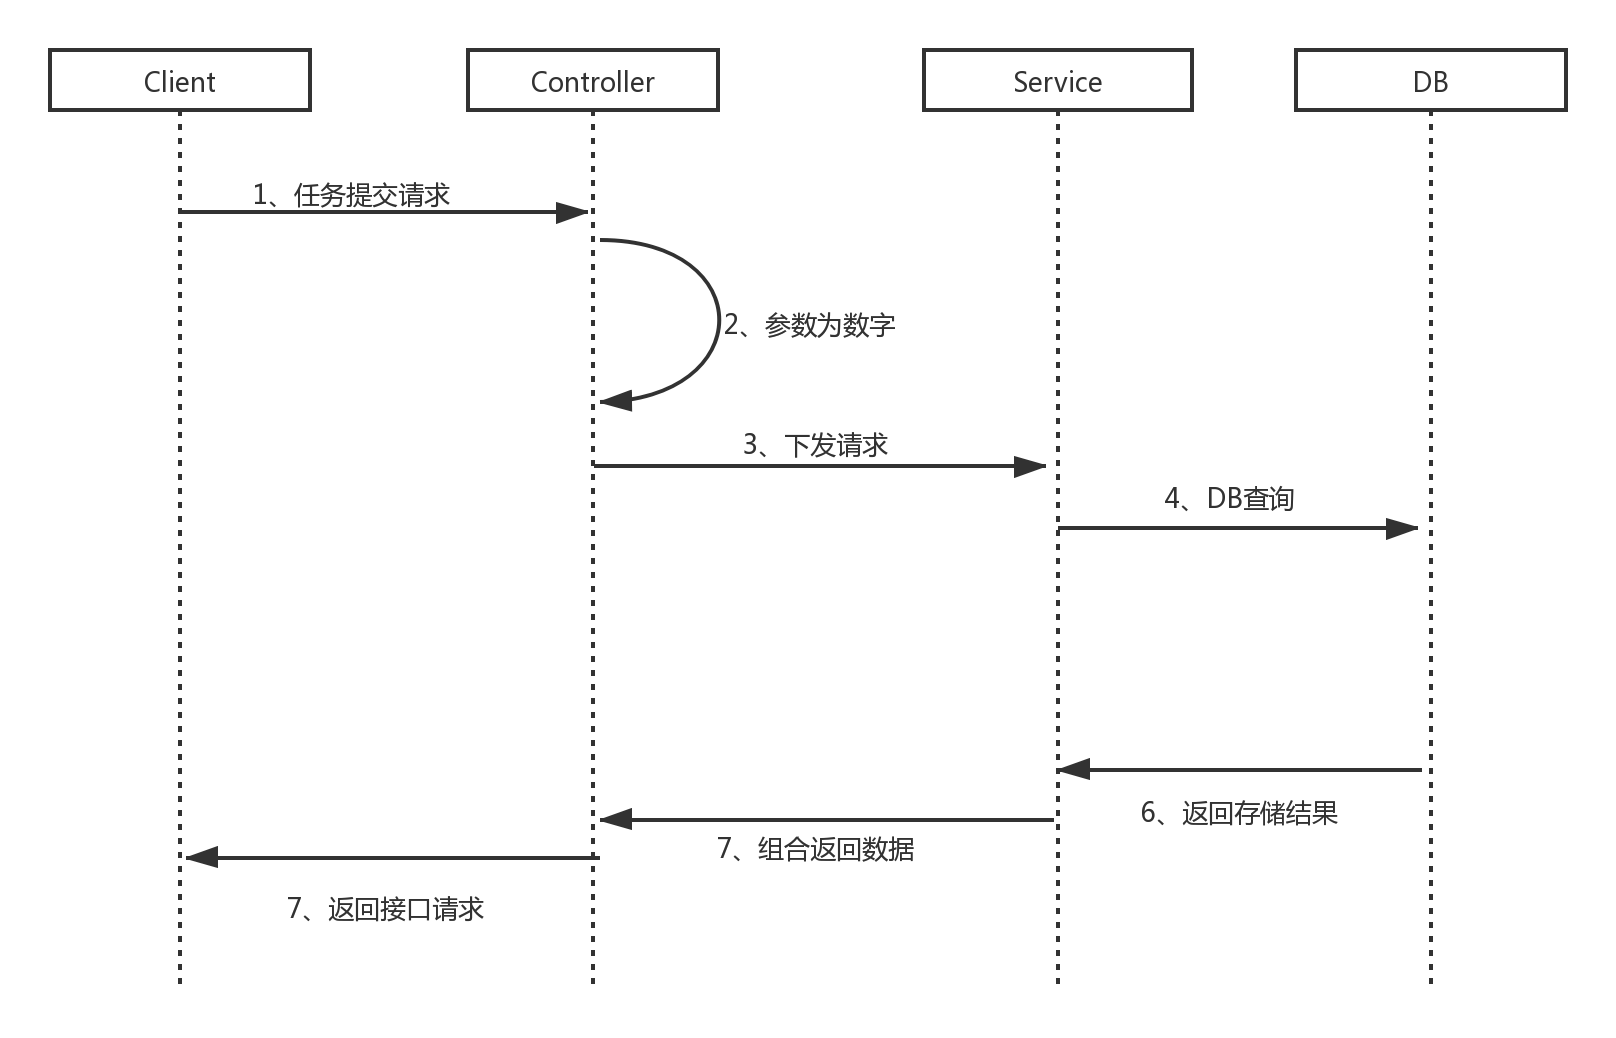 Client
Controller
Service
DB
1、任务提交请求
2、参数为数字
3、下发请求
4、DB查询
6、返回存储结果
7、组合返回数据
7、返回接口请求